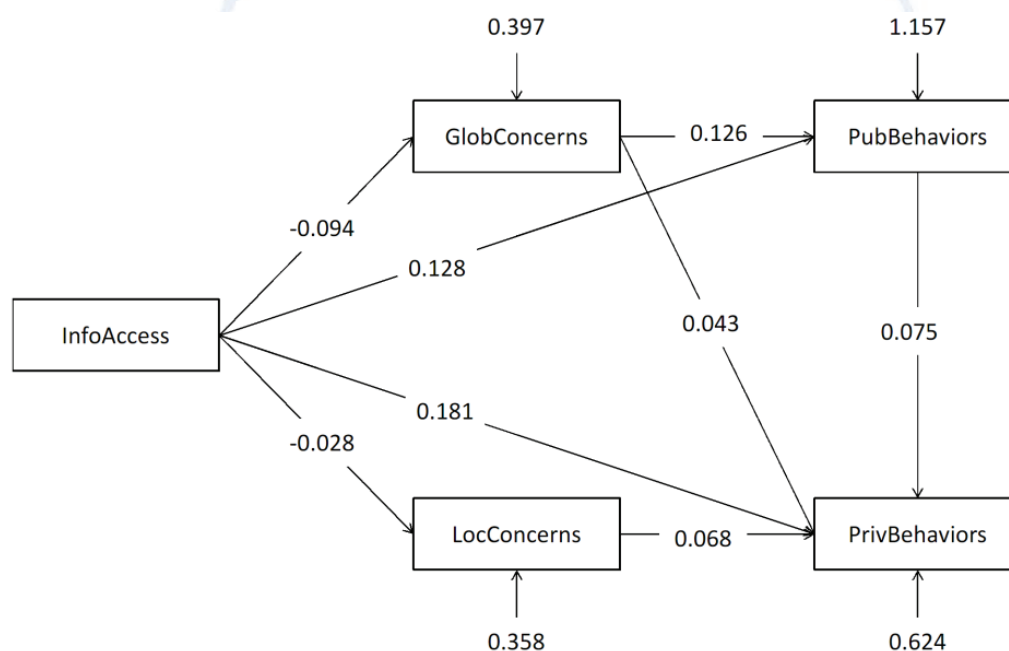 0.397
1.157
GlobConcerns
0.126
PubBehaviors
-0.094
0.128
InfoAccess
0.043
0.075
0.181
-0.028
LocConcerns
0.068
PrivBehaviors
0.358
0.624